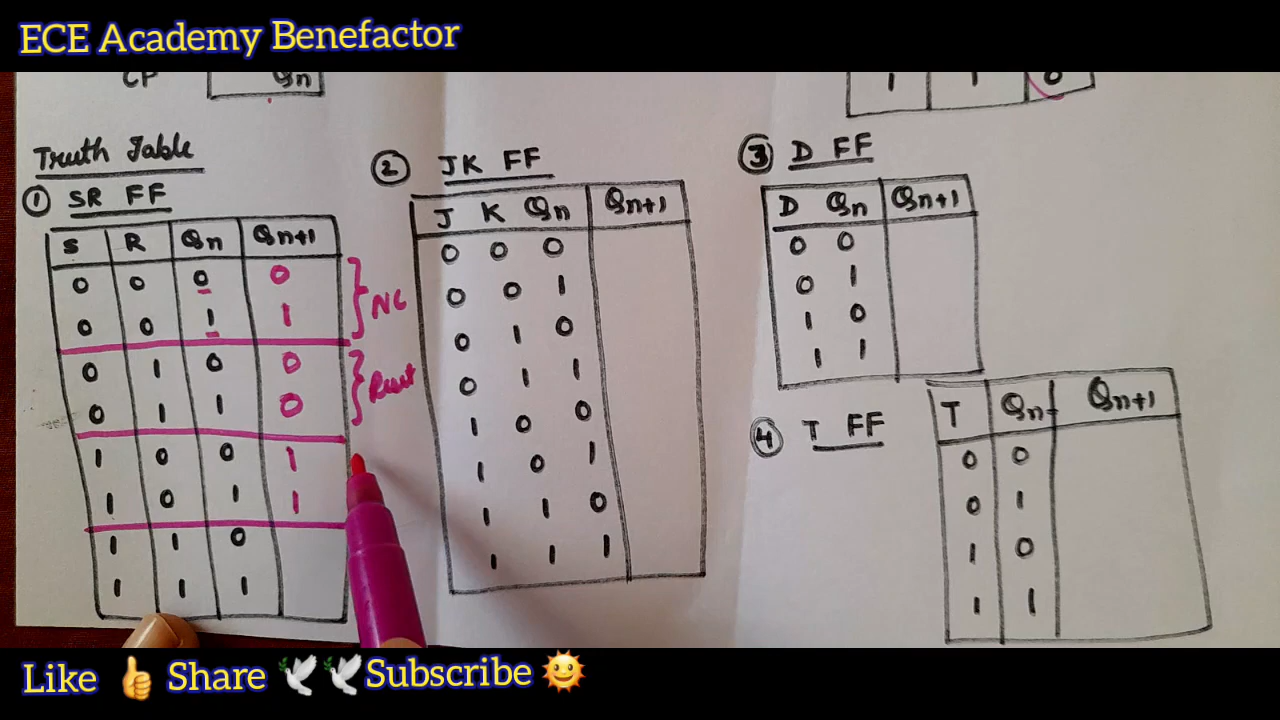 ECE Academy Benefactor
CP Qn
1 1 0
Truth Table
① SR FF
S R Qn Qn+1
0 0 0 0
0 0 1 1
NC
0 1 0 0
0 1 1 0
Reset
1 0 0 1
1 0 1 1
1 1 0
1 1 1
② JK FF
J K Qn Qn+1
0 0 0
0 0 1
0 1 0
0 1 1
1 0 0
1 0 1
1 1 0
1 1 1
③ D FF
D Qn Qn+1
0 0
0 1
1 0
1 1
④ T FF
T Qn Qn+1
0 0
0 1
1 0
1 1
Like 👍 Share 🕊️🕊️Subscribe 🌞